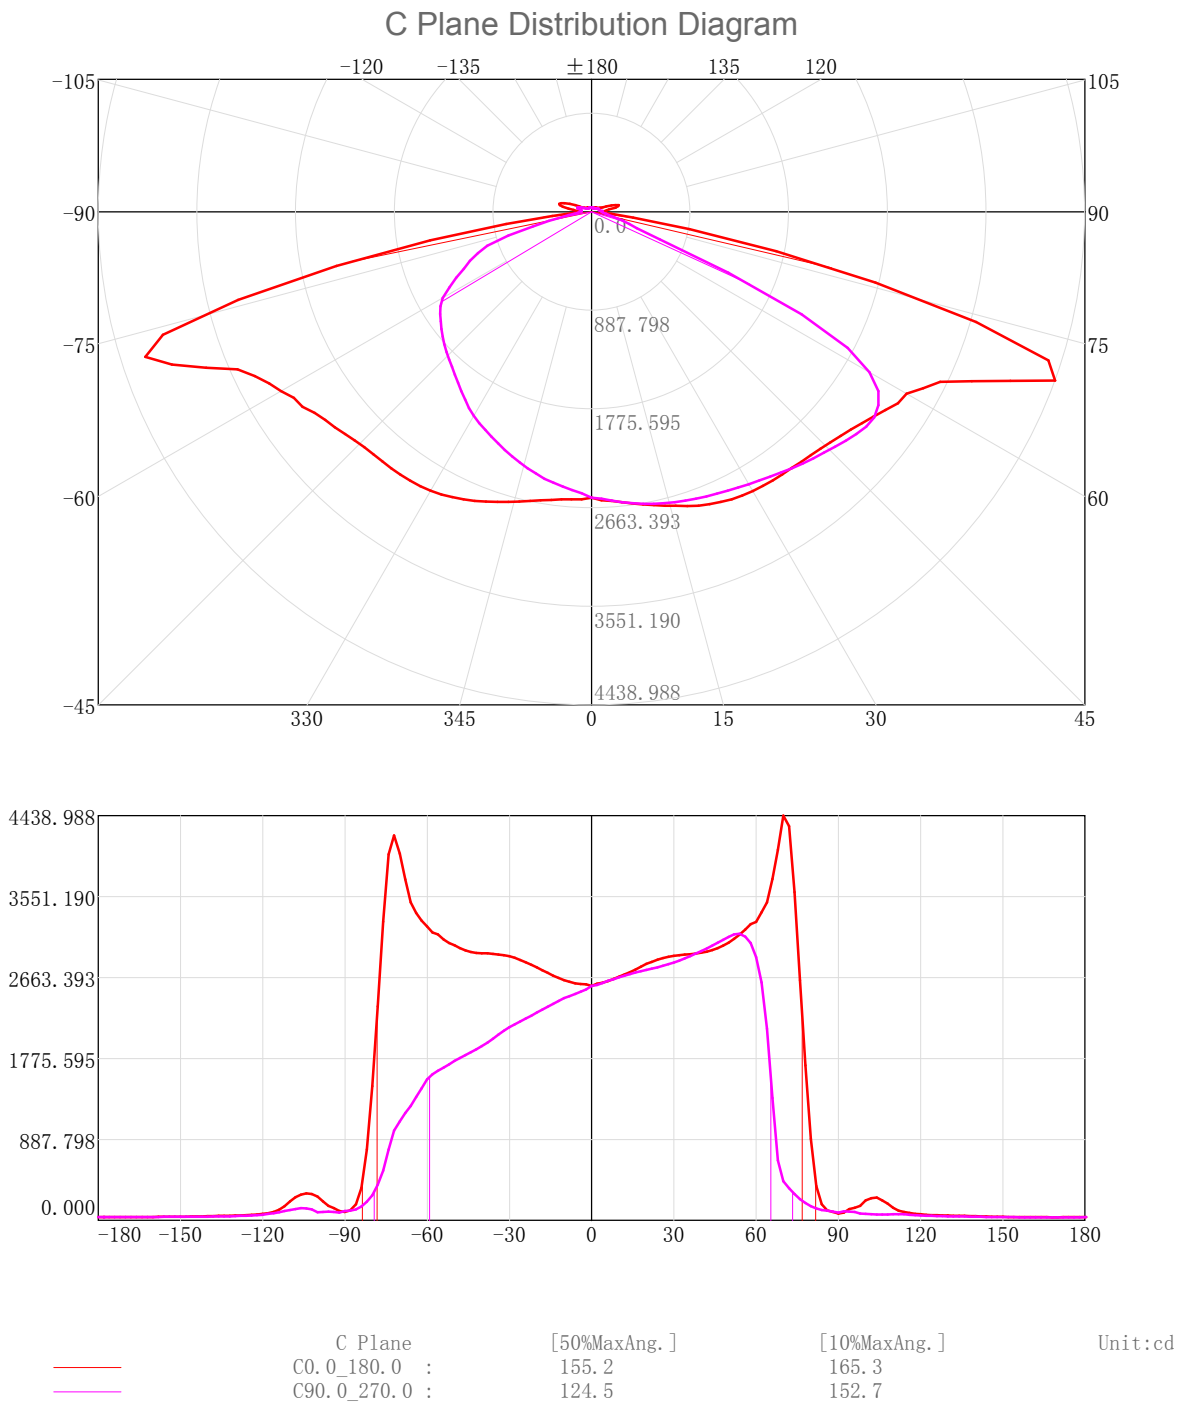 C Plane Distribution Diagram
-120 -135 ±180 135 120
-105 105
-90 90
0.0
887.798
-75 75
1775.595
-60 60
2663.393
3551.190
4438.988
-45
330 345 0 15 30 45
4438.988
3551.190
2663.393
1775.595
887.798
0.000
-180 -150 -120 -90 -60 -30 0 30 60 90 120 150 180
C Plane [50%MaxAng.] [10%MaxAng.] Unit:cd
C0.0_180.0 : 155.2 165.3
C90.0_270.0 : 124.5 152.7